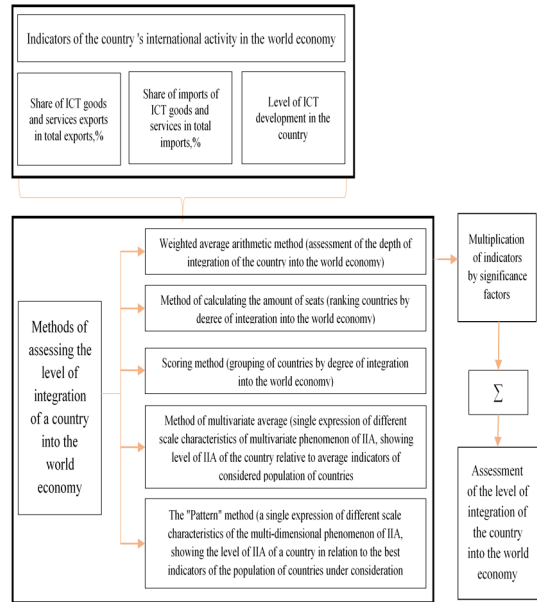 Indicators of the country 's international activity in the world economy
Share of ICT goods
and services exports
in total exports,%
Share of imports of
ICT goods and
services in total
imports,%
Level of ICT
development in the
country
Methods of
assessing the
level of
integration
of a country
into the
world
economy
Weighted average arithmetic method (assessment of the depth of
integration of the country into the world economy)
Method of calculating the amount of seats (ranking countries by
degree of integration into the world economy)
Scoring method (grouping of countries by degree of integration
into the world economy)
Method of multivariate average (single expression of different
scale characteristics of multivariate phenomenon of IIA, showing
level of IIA of the country relative to average indicators of
considered population of countries
The "Pattern" method (a single expression of different scale
characteristics of the multi-dimensional phenomenon of IIA,
showing the level of IIA of a country in relation to the best
indicators of the population of countries under consideration
Multiplication
of indicators
by significance
factors
∑
Assessment
of the level of
integration of
the country
into the world
economy